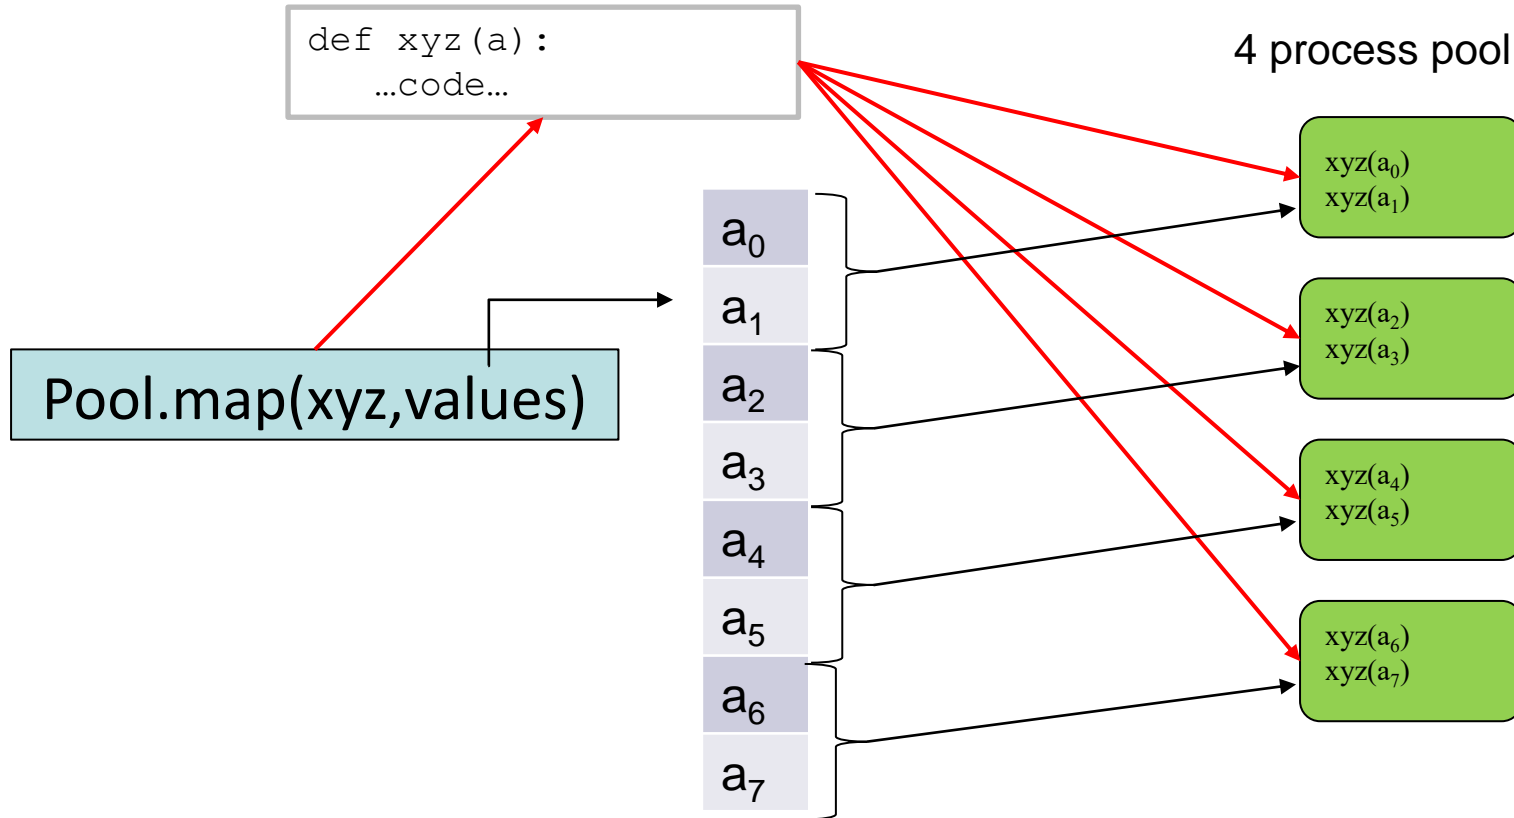 def xyz(a):
…code…
4 process pool
xyz(a₀)
xyz(a₁)
a₀
a₁
xyz(a₂)
xyz(a₃)
Pool.map(xyz,values)
a₂
a₃
xyz(a₄)
xyz(a₅)
a₄
a₅
xyz(a₆)
xyz(a₇)
a₆
a₇